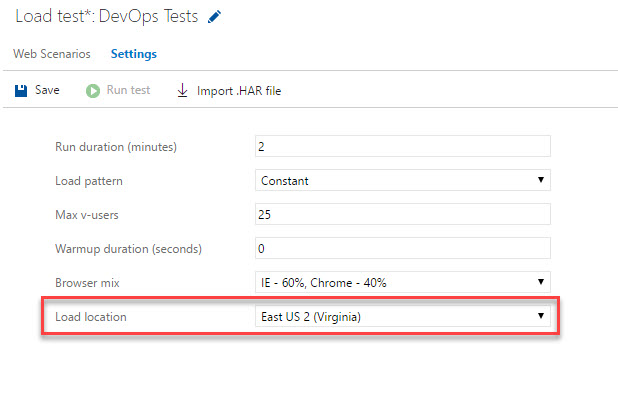 Load test*: DevOps Tests
Web Scenarios Settings
Save Run test Import .HAR file
Run duration (minutes) 2
Load pattern Constant
Max v-users 25
Warmup duration (seconds) 0
Browser mix IE - 60%, Chrome - 40%
Load location East US 2 (Virginia)